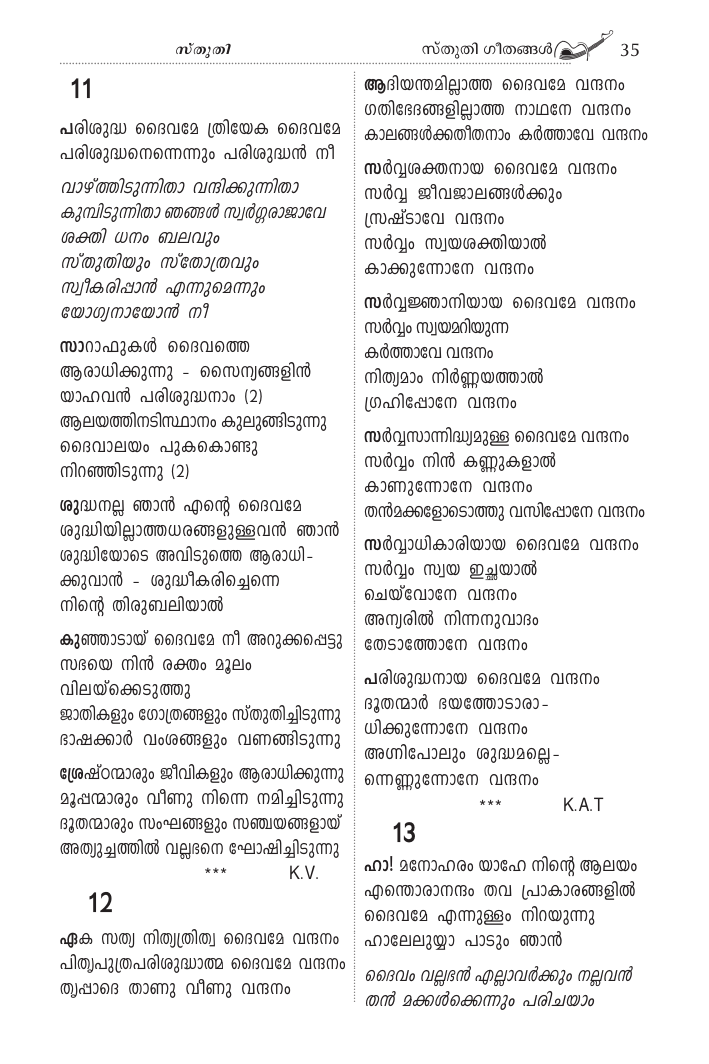 സ്തുതി
സ്തുതി ഗീതങ്ങൾ 35
11
പരിശുദ്ധ ദൈവമേ ത്രിയേക ദൈവമേ
പരിശുദ്ധനെന്നെന്നും പരിശുദ്ധൻ നീ
വാഴ്ത്തിടുന്നിതാ വന്ദിക്കുന്നിതാ
കുമ്പിടുന്നിതാ ഞങ്ങൾ സ്വർഗ്ഗരാജാവേ
ശക്തി ധനം ബലവും
സ്തുതിയും സ്തോത്രവും
സ്വീകരിപ്പാൻ എന്നുമെന്നും
യോഗ്യനായോൻ നീ
സാറാഫുകൾ ദൈവത്തെ
ആരാധിക്കുന്നു - സൈന്യങ്ങളിൻ
യാഹവൻ പരിശുദ്ധനാം (2)
ആലയത്തിനടിസ്ഥാനം കുലുങ്ങിടുന്നു
ദൈവാലയം പുകകൊണ്ടു
നിറഞ്ഞിടുന്നു (2)
ശുദ്ധനല്ല ഞാൻ എന്റെ ദൈവമേ
ശുദ്ധിയില്ലാത്തധരങ്ങളുള്ളവൻ ഞാൻ
ശുദ്ധിയോടെ അവിടുത്തെ ആരാധി-
ക്കുവാൻ - ശുദ്ധീകരിച്ചെന്നെ
നിന്റെ തിരുബലിയാൽ
കുഞ്ഞാടായ് ദൈവമേ നീ അറുക്കപ്പെട്ടു
സഭയെ നിൻ രക്തം മൂലം
വിലയ്ക്കെടുത്തു
ജാതികളും ഗോത്രങ്ങളും സ്തുതിച്ചിടുന്നു
ഭാഷക്കാർ വംശങ്ങളും വണങ്ങിടുന്നു
ശ്രേഷ്ഠന്മാരും ജീവികളും ആരാധിക്കുന്നു
മൂപ്പന്മാരും വീണു നിന്നെ നമിച്ചിടുന്നു
ദൂതന്മാരും സംഘങ്ങളും സഞ്ചയങ്ങളായ്
അത്യുച്ചത്തിൽ വല്ലഭനെ ഘോഷിച്ചിടുന്നു
*** K.V.
12
ഏക സത്യ നിത്യത്രിത്വ ദൈവമേ വന്ദനം
പിതൃപുത്രപരിശുദ്ധാത്മ ദൈവമേ വന്ദനം
തൃപ്പാദെ താണു വീണു വന്ദനം
ആദിയന്തമില്ലാത്ത ദൈവമേ വന്ദനം
ഗതിഭേദങ്ങളില്ലാത്ത നാഥനേ വന്ദനം
കാലങ്ങൾക്കതീതനാം കർത്താവേ വന്ദനം
സർവ്വശക്തനായ ദൈവമേ വന്ദനം
സർവ്വ ജീവജാലങ്ങൾക്കും
സ്രഷ്ടാവേ വന്ദനം
സർവ്വം സ്വയശക്തിയാൽ
കാക്കുന്നോനേ വന്ദനം
സർവ്വജ്ഞാനിയായ ദൈവമേ വന്ദനം
സർവ്വം സ്വയമറിയുന്ന
കർത്താവേ വന്ദനം
നിത്യമാം നിർണ്ണയത്താൽ
ഗ്രഹിപ്പോനേ വന്ദനം
സർവ്വസാന്നിദ്ധ്യമുള്ള ദൈവമേ വന്ദനം
സർവ്വം നിൻ കണ്ണുകളാൽ
കാണുന്നോനേ വന്ദനം
തൻമക്കളോടൊത്തു വസിപ്പോനേ വന്ദനം
സർവ്വാധികാരിയായ ദൈവമേ വന്ദനം
സർവ്വം സ്വയ ഇച്ഛയാൽ
ചെയ്‌വോനേ വന്ദനം
അന്യരിൽ നിന്നനുവാദം
തേടാത്തോനേ വന്ദനം
പരിശുദ്ധനായ ദൈവമേ വന്ദനം
ദൂതന്മാർ ഭയത്തോടാരാ-
ധിക്കുന്നോനേ വന്ദനം
അഗ്നിപോലും ശുദ്ധമല്ലെ-
ന്നെണ്ണുന്നോനേ വന്ദനം
*** K.A.T
13
ഹാ! മനോഹരം യാഹേ നിന്റെ ആലയം
എന്തൊരാനന്ദം തവ പ്രാകാരങ്ങളിൽ
ദൈവമേ എന്നുള്ളം നിറയുന്നു
ഹാലേലുയ്യാ പാടും ഞാൻ
ദൈവം വല്ലഭൻ എല്ലാവർക്കും നല്ലവൻ
തൻ മക്കൾക്കെന്നും പരിചയാം